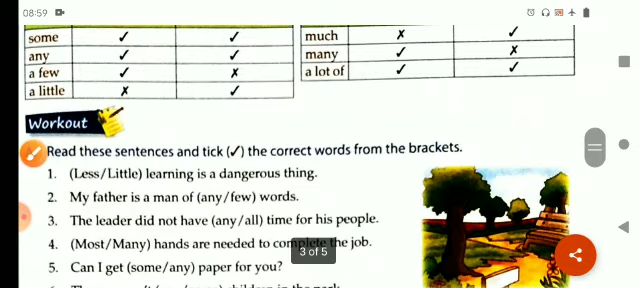 08:59
some ✓ ✓ much ✗ ✓
any ✓ ✓ many ✓ ✗
a few ✓ ✗ a lot of ✓ ✓
a little ✗ ✓
Workout
Read these sentences and tick (✓) the correct words from the brackets.
1. (Less/Little) learning is a dangerous thing.
2. My father is a man of (any/few) words.
3. The leader did not have (any/all) time for his people.
4. (Most/Many) hands are needed to complete the job.
3 of 5
5. Can I get (some/any) paper for you?